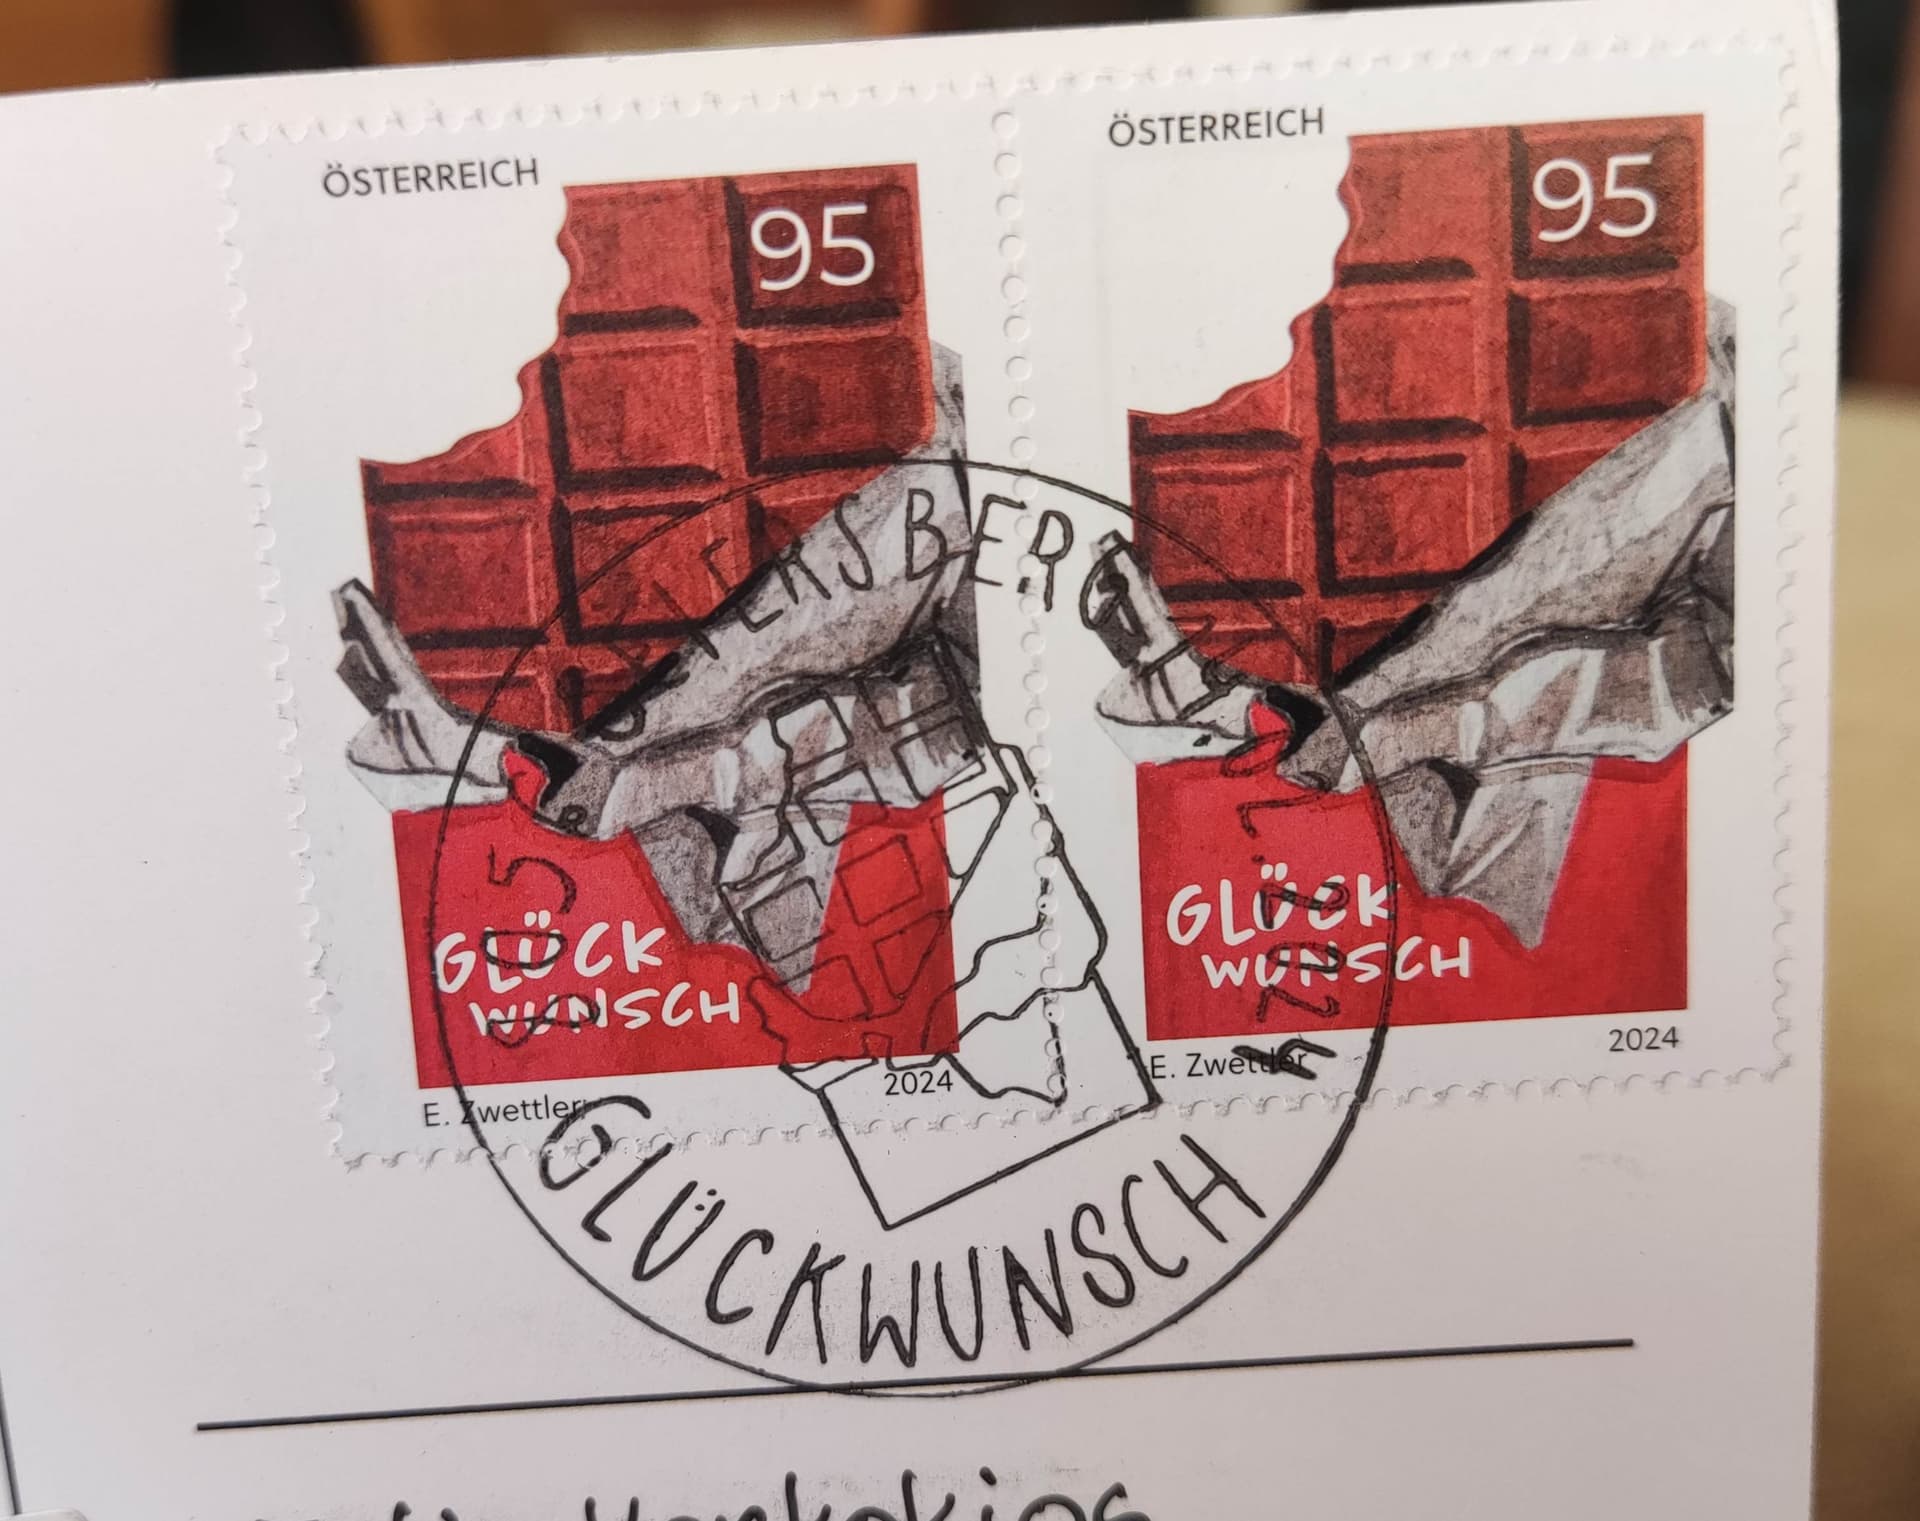 ÖSTERREICH
95
GLÜCK
WUNSCH
E. Zwettler
2024
ÖSTERREICH
95
GLÜCK
WUNSCH
E. Zwettler
2024
GLÜCKWUNSCH